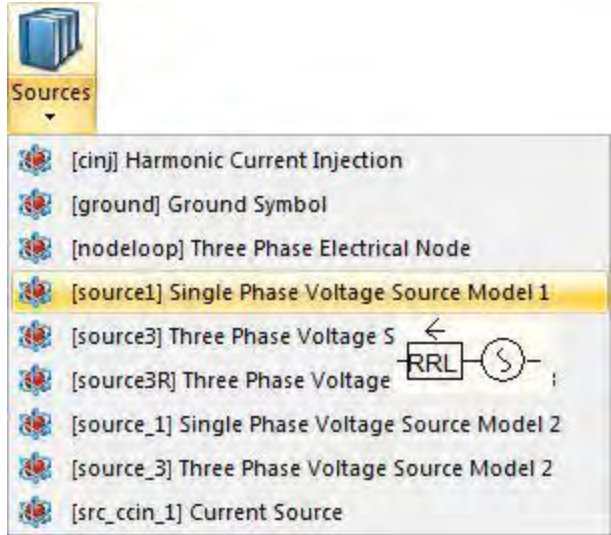 Sources
[cinj] Harmonic Current Injection
[ground] Ground Symbol
[nodeloop] Three Phase Electrical Node
[source1] Single Phase Voltage Source Model 1
[source3] Three Phase Voltage S
[source3R] Three Phase Voltage
RRL S
[source_1] Single Phase Voltage Source Model 2
[source_3] Three Phase Voltage Source Model 2
[src_ccin_1] Current Source